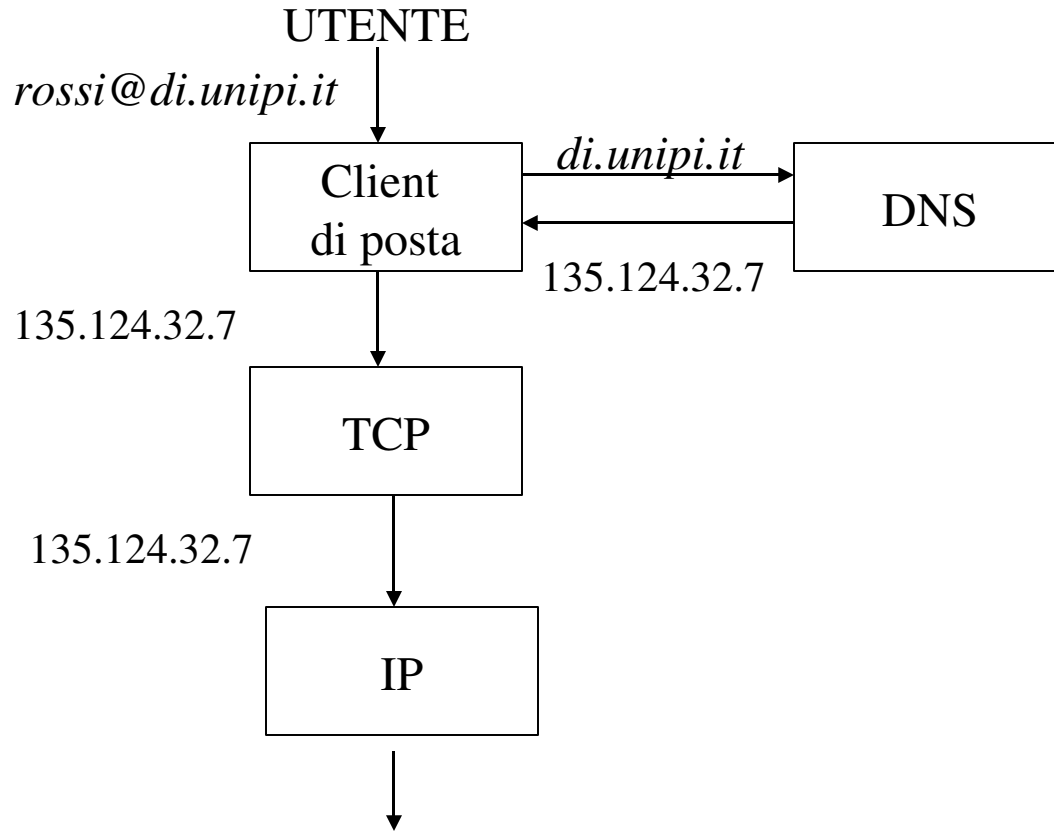 UTENTE
rossi@di.unipi.it
di.unipi.it
Client
di posta
DNS
135.124.32.7
135.124.32.7
TCP
135.124.32.7
IP